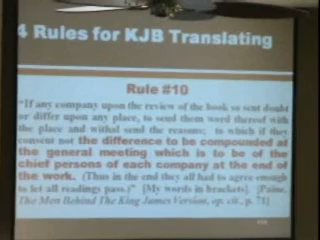 4 Rules for KJB Translating
Rule #10
"If any company upon the review of the book so sent doubt
or differ upon any place, to send them word thereof with
the place and withal send the reasons; to which if they
consent not the difference to be compounded at
the general meeting which is to be of the
chief persons of each company at the end of
the work. (Thus in the end they all had to agree enough
to let all readings pass.)" [My words in brackets]. [Paine,
The Men Behind The King James Version, op. cit., p. 71]